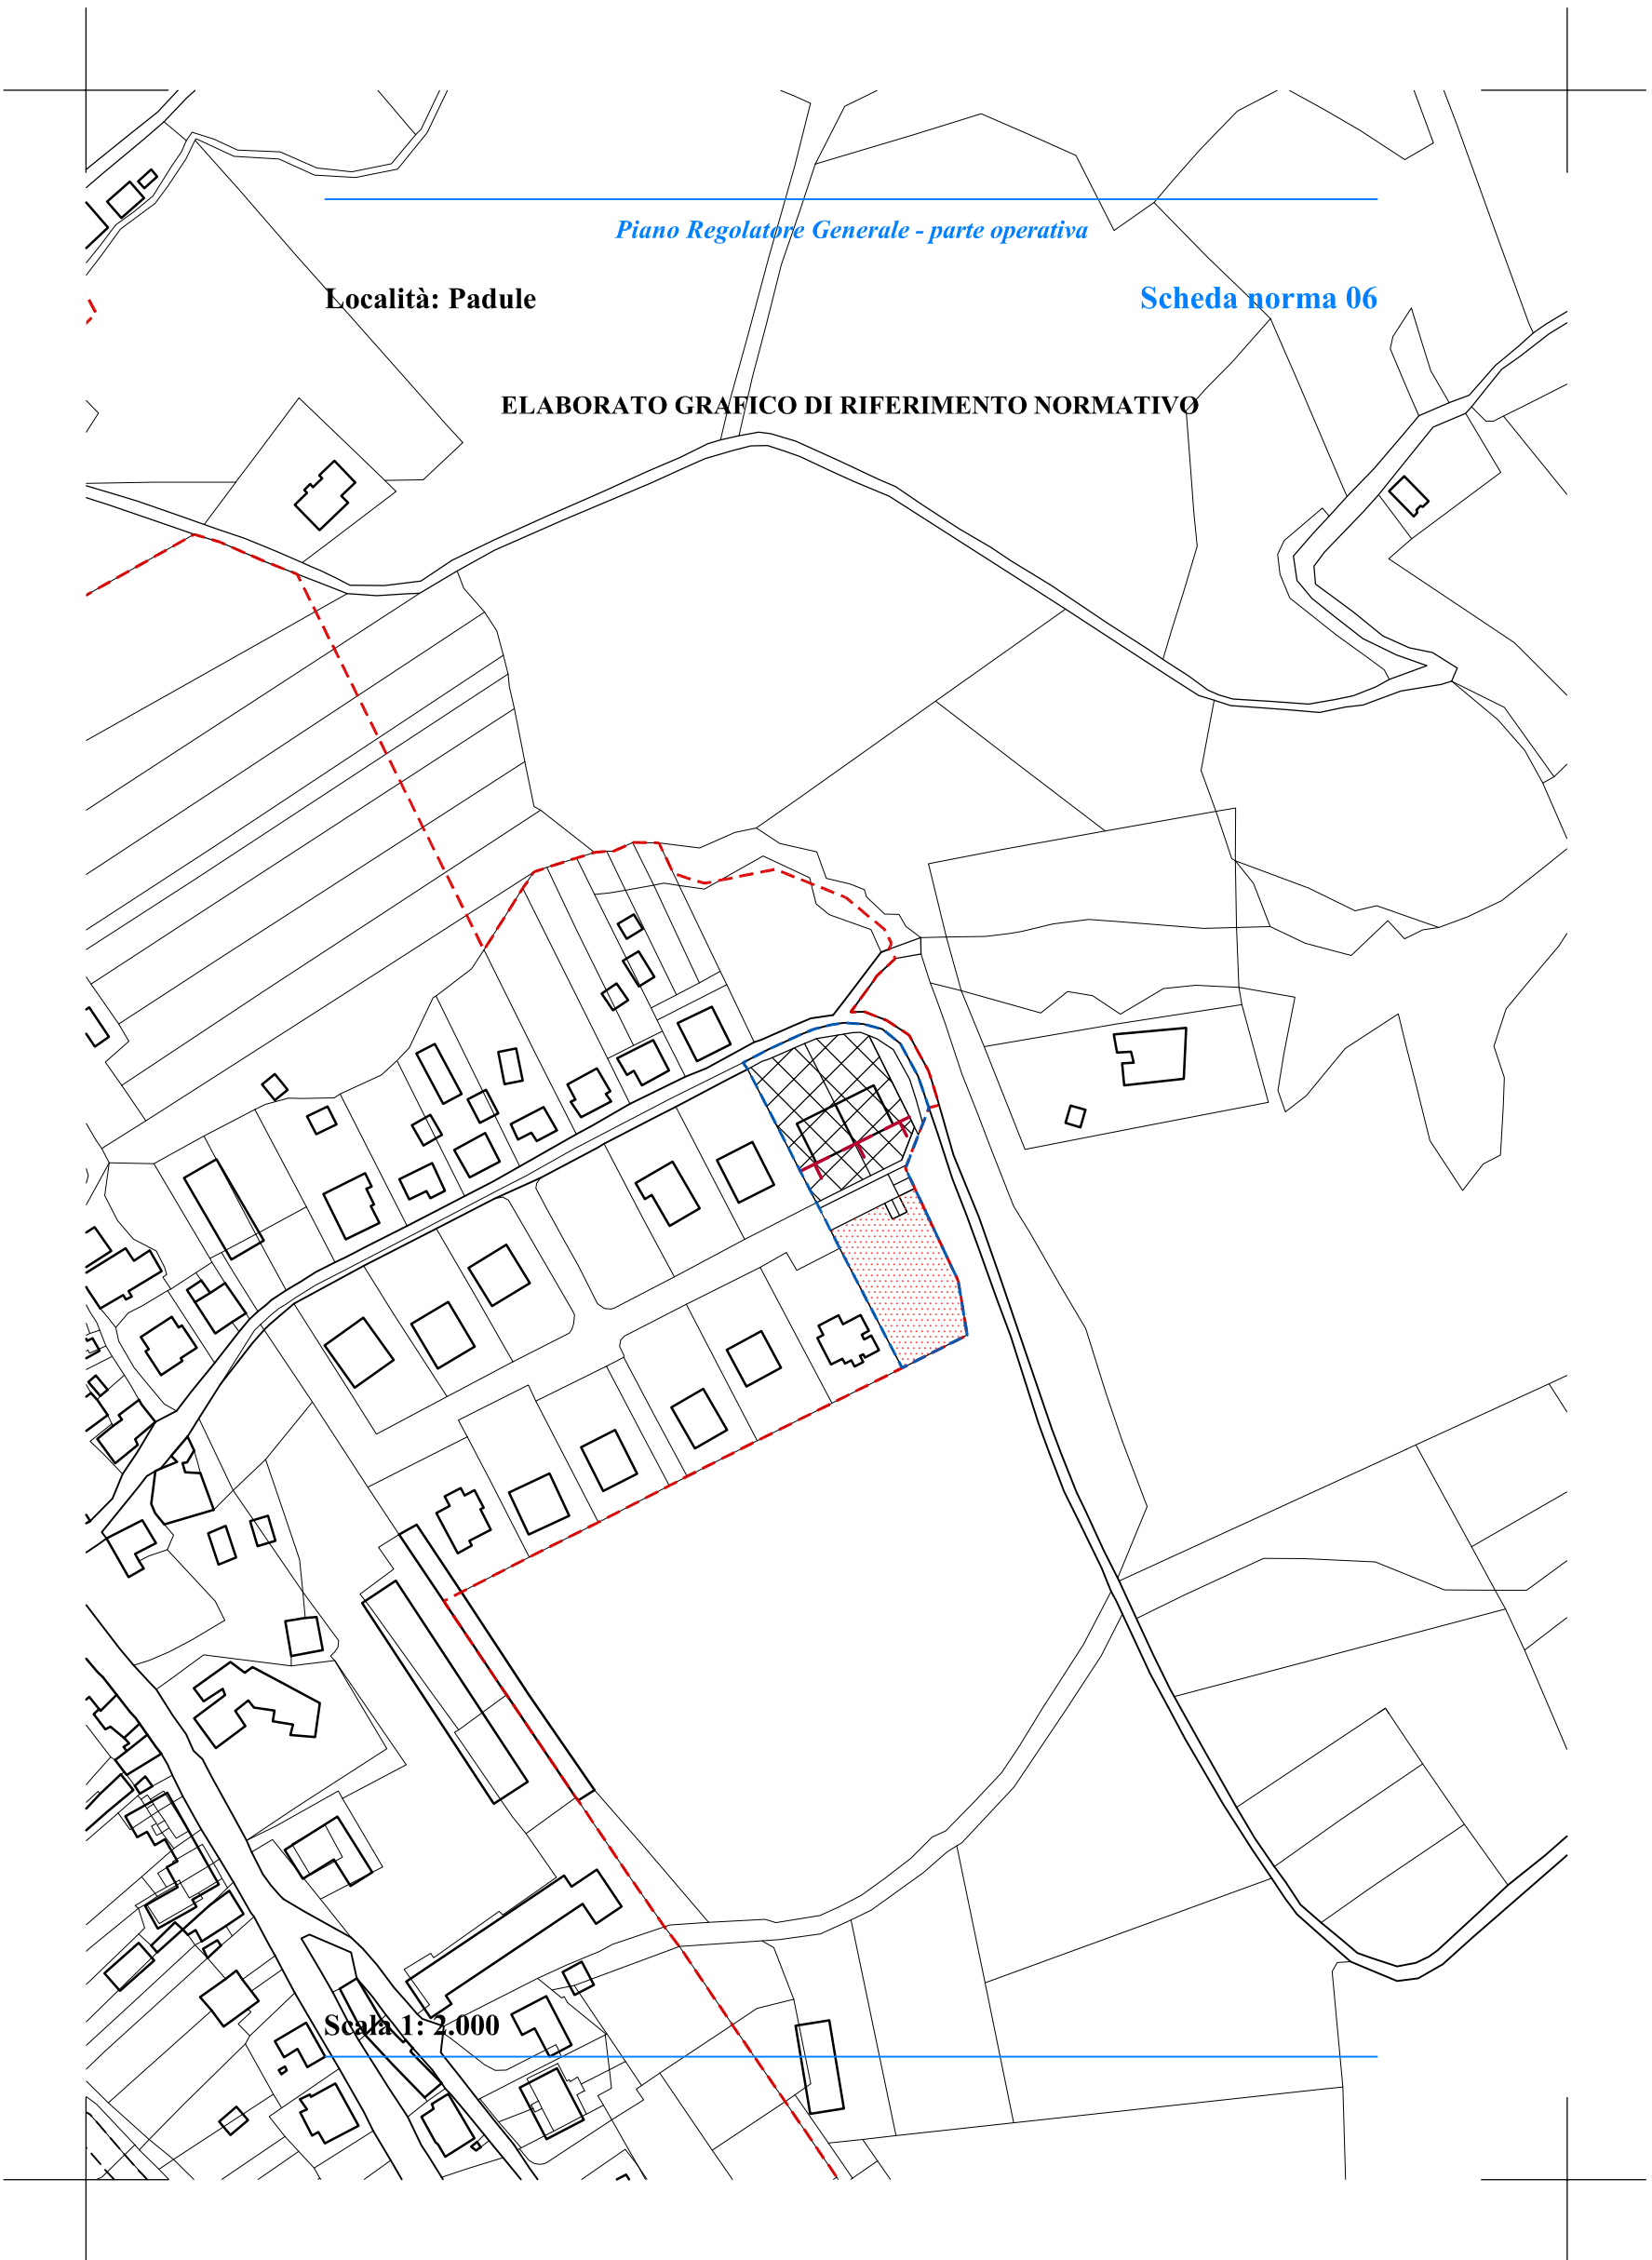 Piano Regolatore Generale - parte operativa
Località: Padule
Scheda norma 06
ELABORATO GRAFICO DI RIFERIMENTO NORMATIVO
Scala 1: 2.000